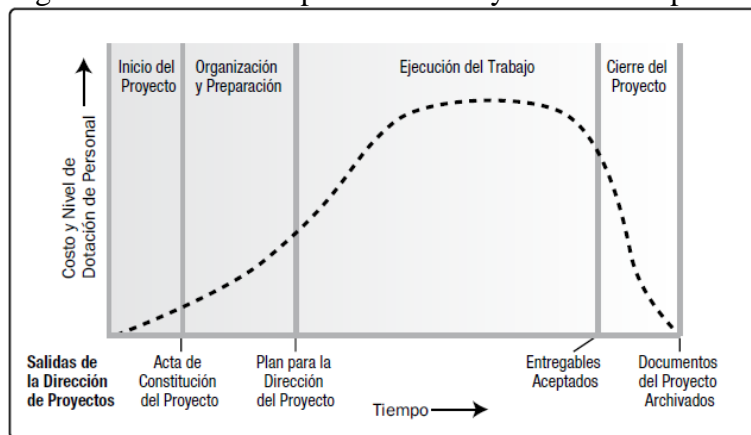 Inicio del
Proyecto
Organización
y Preparación
Ejecución del Trabajo
Cierre del
Proyecto
Costo y Nivel de
Dotación de Personal
Salidas de
la Dirección
de Proyectos
Acta de
Constitución
del Proyecto
Plan para la
Dirección
del Proyecto
Entregables
Aceptados
Documentos
del Proyecto
Archivados
Tiempo